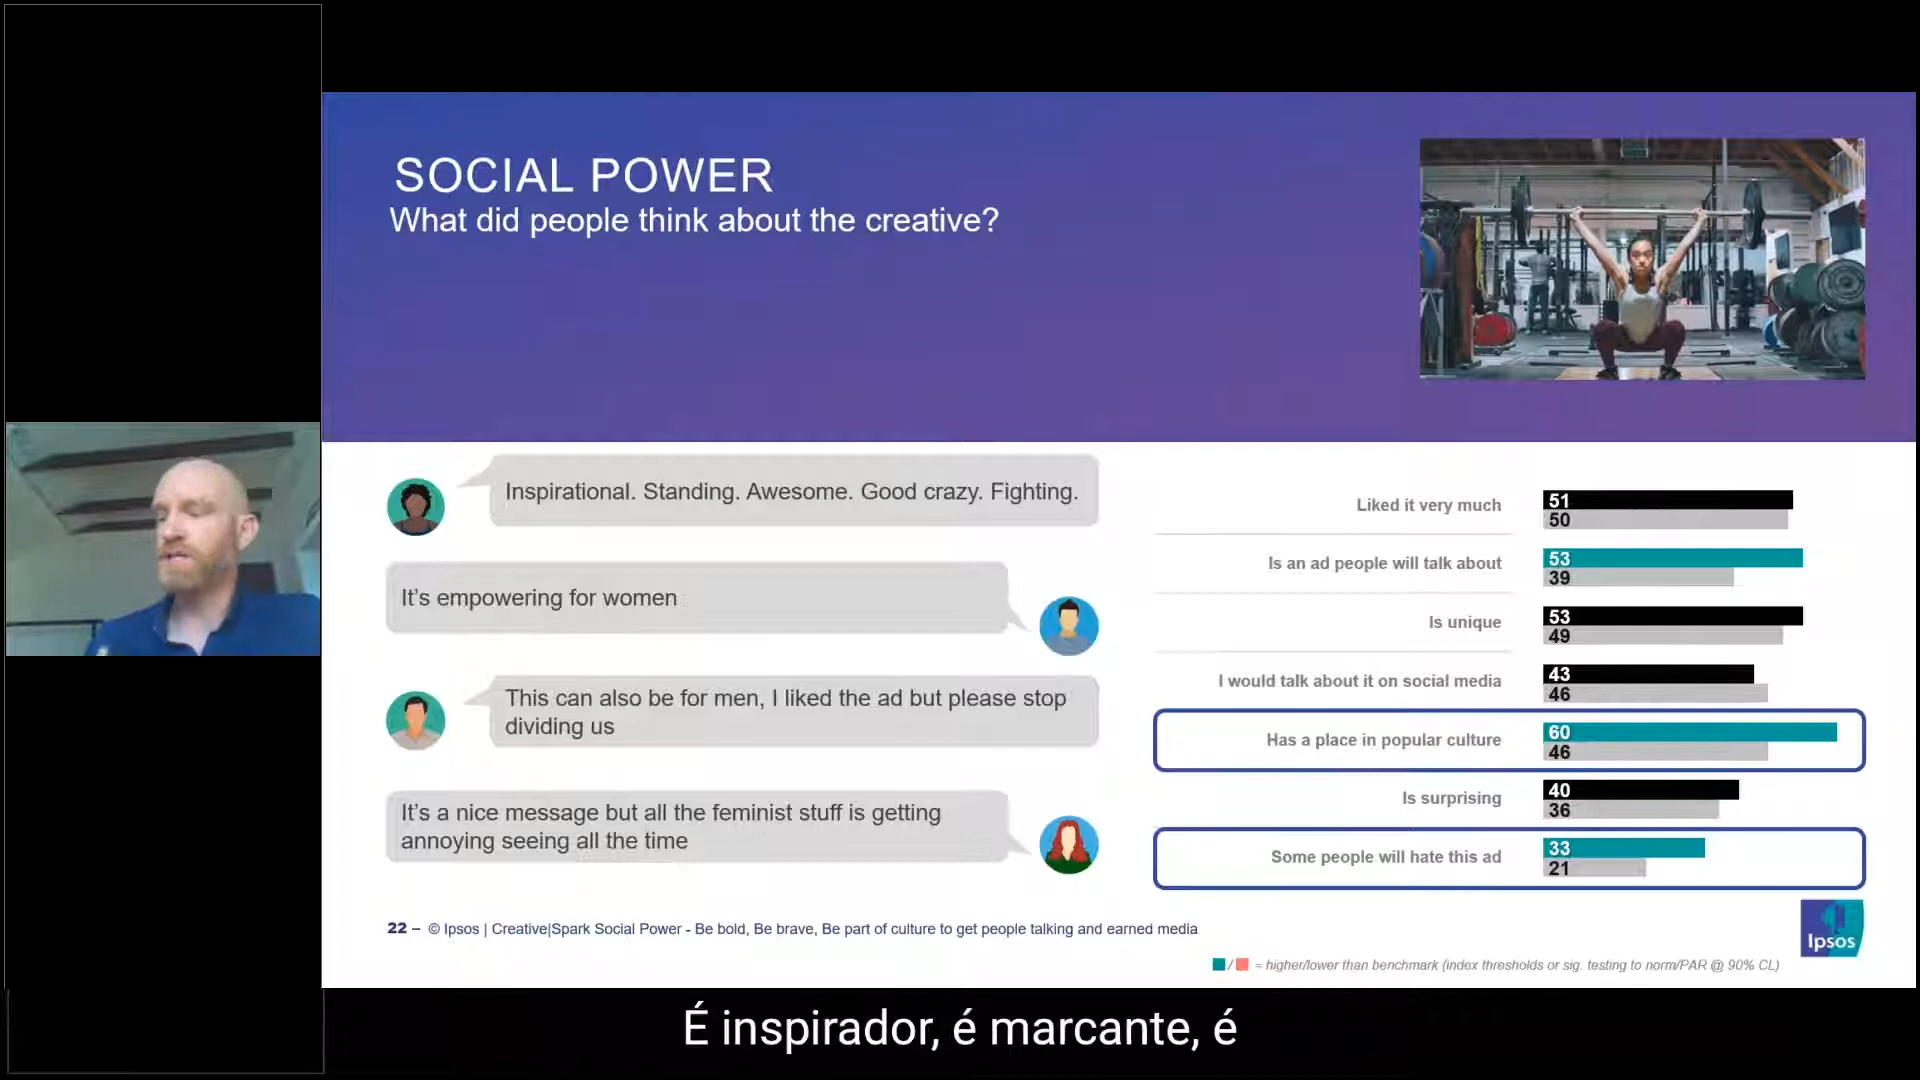 SOCIAL POWER
What did people think about the creative?
Inspirational. Standing. Awesome. Good crazy. Fighting.
It’s empowering for women
This can also be for men, I liked the ad but please stop
dividing us
It’s a nice message but all the feminist stuff is getting
annoying seeing all the time
Liked it very much
51
50
Is an ad people will talk about
53
39
Is unique
53
49
I would talk about it on social media
43
46
Has a place in popular culture
60
46
Is surprising
40
36
Some people will hate this ad
33
21
22 – © Ipsos | Creative|Spark Social Power - Be bold, Be brave, Be part of culture to get people talking and earned media
Ipsos
/ = higher/lower than benchmark (index thresholds or sig. testing to norm/PAR @ 90% CL)
É inspirador, é marcante, é